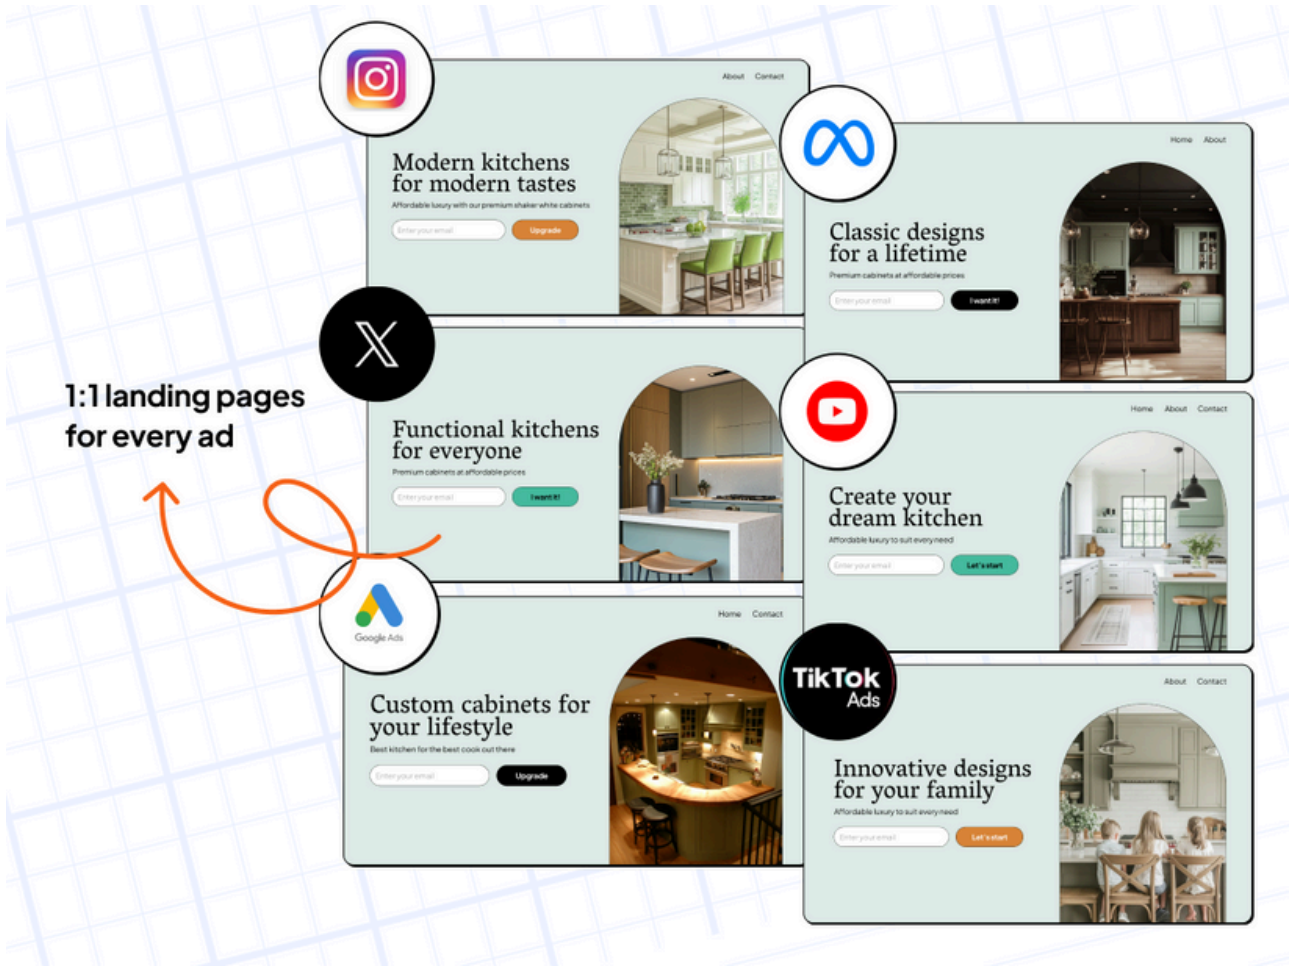 About Contact
Modern kitchens
for modern tastes
Affordable luxury with our premium shaker white cabinets
Enter your email
Upgrade
Home About
Classic designs
for a lifetime
Premium cabinets at affordable prices
Enter your email
I want it!
1:1 landing pages
for every ad
Functional kitchens
for everyone
Premium cabinets at affordable prices
Enter your email
I want it!
Home About Contact
Create your
dream kitchen
Affordable luxury to suit every need
Enter your email
Let's start
Google Ads
Home Contact
Custom cabinets for
your lifestyle
Best kitchen for the best cook out there
Enter your email
Upgrade
TikTok
Ads
About Contact
Innovative designs
for your family
Affordable luxury to suit every need
Enter your email
Let's start